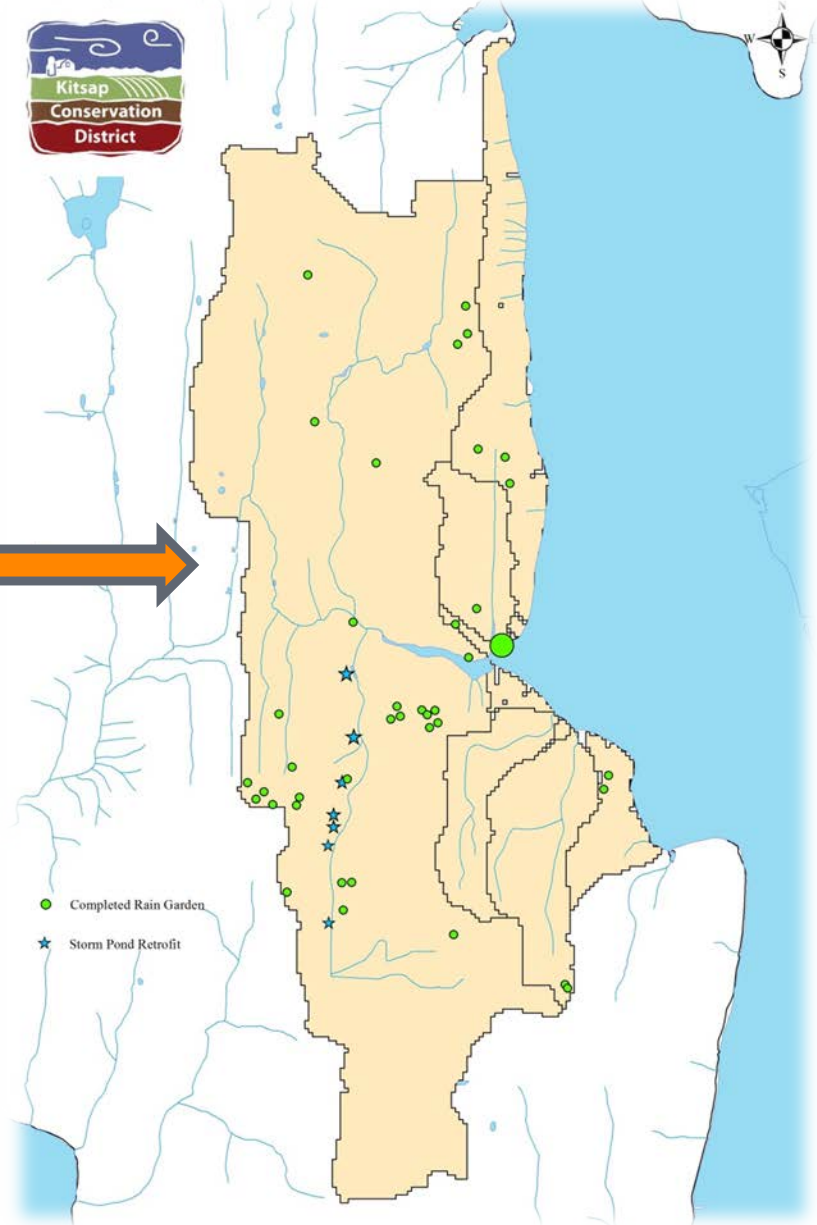 Kitsap
Conservation
District
N
W
S
Completed Rain Garden
Storm Pond Retrofit